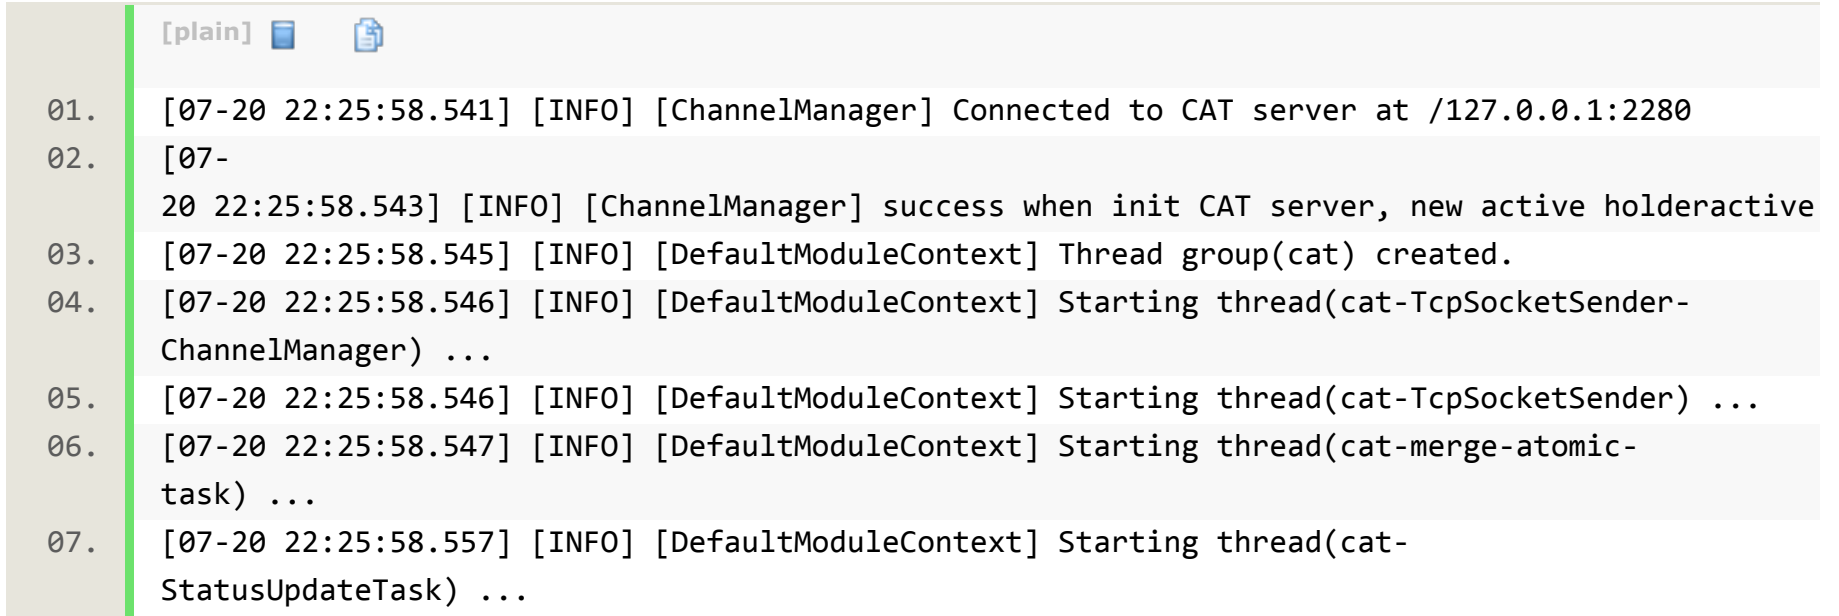 [plain]
01. [07-20 22:25:58.541] [INFO] [ChannelManager] Connected to CAT server at /127.0.0.1:2280
02. [07-
20 22:25:58.543] [INFO] [ChannelManager] success when init CAT server, new active holderactive
03. [07-20 22:25:58.545] [INFO] [DefaultModuleContext] Thread group(cat) created.
04. [07-20 22:25:58.546] [INFO] [DefaultModuleContext] Starting thread(cat-TcpSocketSender-
ChannelManager) ...
05. [07-20 22:25:58.546] [INFO] [DefaultModuleContext] Starting thread(cat-TcpSocketSender) ...
06. [07-20 22:25:58.547] [INFO] [DefaultModuleContext] Starting thread(cat-merge-atomic-
task) ...
07. [07-20 22:25:58.557] [INFO] [DefaultModuleContext] Starting thread(cat-
StatusUpdateTask) ...